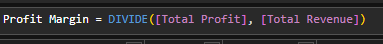 Profit Margin = DIVIDE([Total Profit], [Total Revenue])